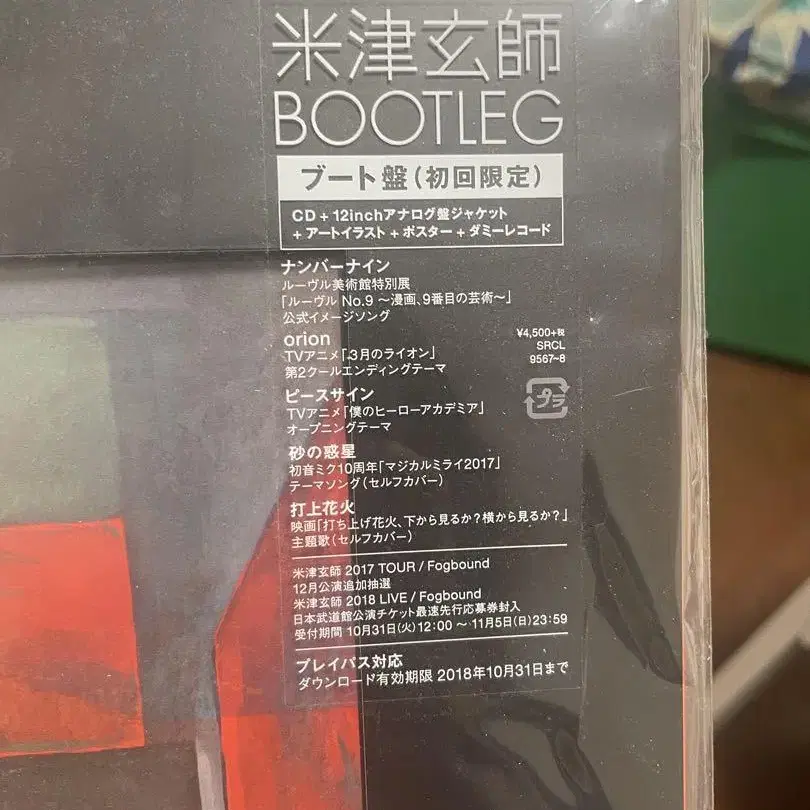 米津玄師
BOOTLEG
ブート盤(初回限定)
CD + 12inchアナログ盤ジャケット
+ アートイラスト + ポスター + ダミーレコード
ナンバーナイン
ルーヴル美術館特別展
「ルーヴル No.9 〜漫画、9番目の芸術〜」
公式イメージソング
orion
TVアニメ「3月のライオン」
第2クールエンディングテーマ
¥4,500+税
SRCL
9567~8
プラ
ピースサイン
TVアニメ「僕のヒーローアカデミア」
オープニングテーマ
砂の惑星
初音ミク10周年「マジカルミライ2017」
テーマソング(セルフカバー)
打上花火
映画「打ち上げ花火、下から見るか?横から見るか?」
主題歌(セルフカバー)
米津玄師 2017 TOUR / Fogbound
12月公演追加抽選
米津玄師 2018 LIVE / Fogbound
日本武道館公演チケット最速先行応募券封入
受付期間 10月31日(火)12:00 〜 11月5日(日)23:59
プレイパス対応
ダウンロード有効期限 2018年10月31日まで